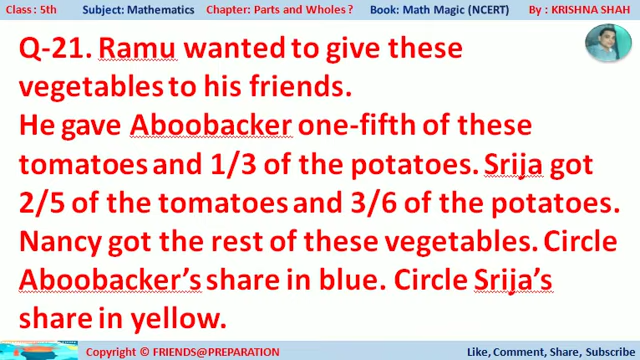 Class : 5th Subject: Mathematics Chapter: Parts and Wholes ? Book: Math Magic (NCERT) By : KRISHNA SHAH
Q-21. Ramu wanted to give these
vegetables to his friends.
He gave Aboobacker one-fifth of these
tomatoes and 1/3 of the potatoes. Srija got
2/5 of the tomatoes and 3/6 of the potatoes.
Nancy got the rest of these vegetables. Circle
Aboobacker’s share in blue. Circle Srija’s
share in yellow.
Copyright © FRIENDS@PREPARATION Like, Comment, Share, Subscribe